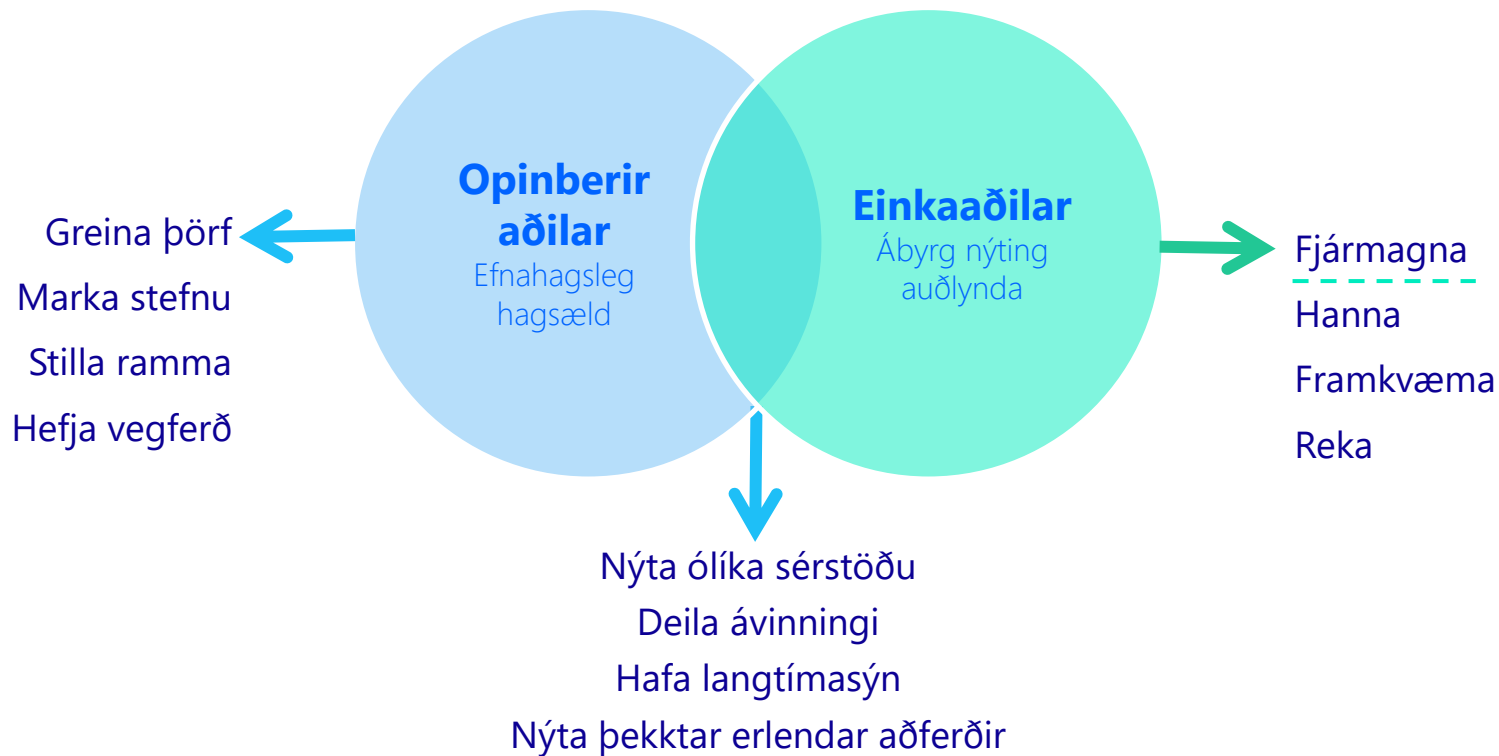 Opinberir
aðilar
Efnahagsleg
hagsæld
Einkaaðilar
Ábyrg nýting
auðlynda
Greina þörf
Marka stefnu
Stilla ramma
Hefja vegferð
Fjármagna
Hanna
Framkvæma
Reka
Nýta ólíka sérstöðu
Deila ávinningi
Hafa langtímasýn
Nýta þekktar erlendar aðferðir